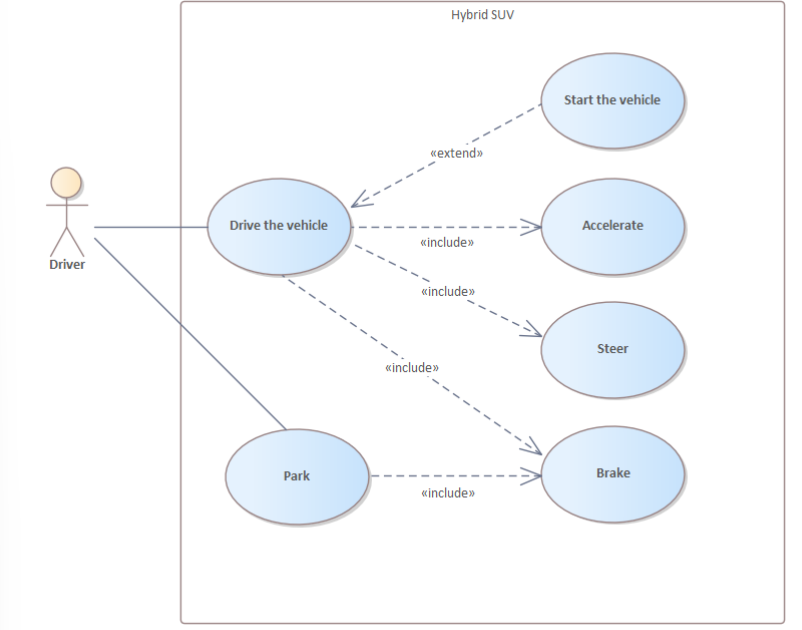 Hybrid SUV
Start the vehicle
«extend»
Drive the vehicle
Accelerate
«include»
Driver
«include»
Steer
«include»
Park
Brake
«include»